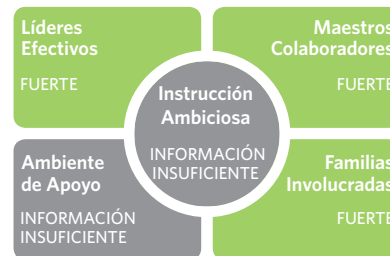 Líderes
Efectivos
FUERTE
Maestros
Colaboradores
FUERTE
Instrucción
Ambiciosa
INFORMACIÓN
INSUFICIENTE
Ambiente
de Apoyo
INFORMACIÓN
INSUFICIENTE
Familias
Involucradas
FUERTE